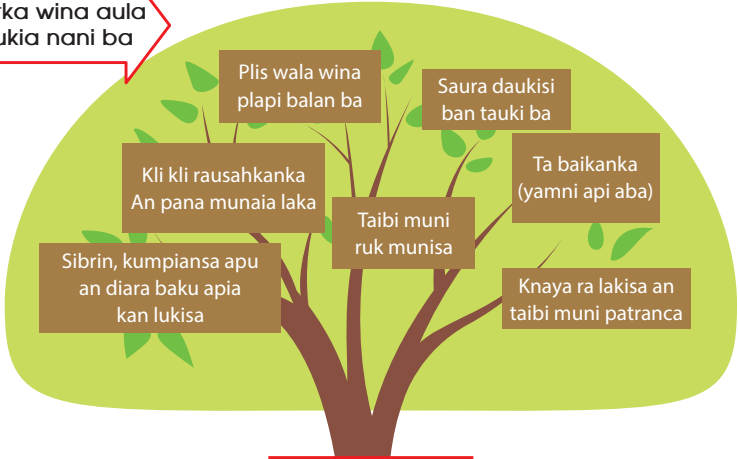 wina aula
nani ba
Plis wala wina
plapi balan ba
Saura daukisi
ban tauki ba
Kli kli rausahkanka
An pana munaia laka
Ta baikanka
(yamni api aba)
Taibi muni
ruk munisa
Sibrin, kumpiansa apu
an diara baku apia
kan lukisa
Knaya ra lakisa an
taibi muni patranca